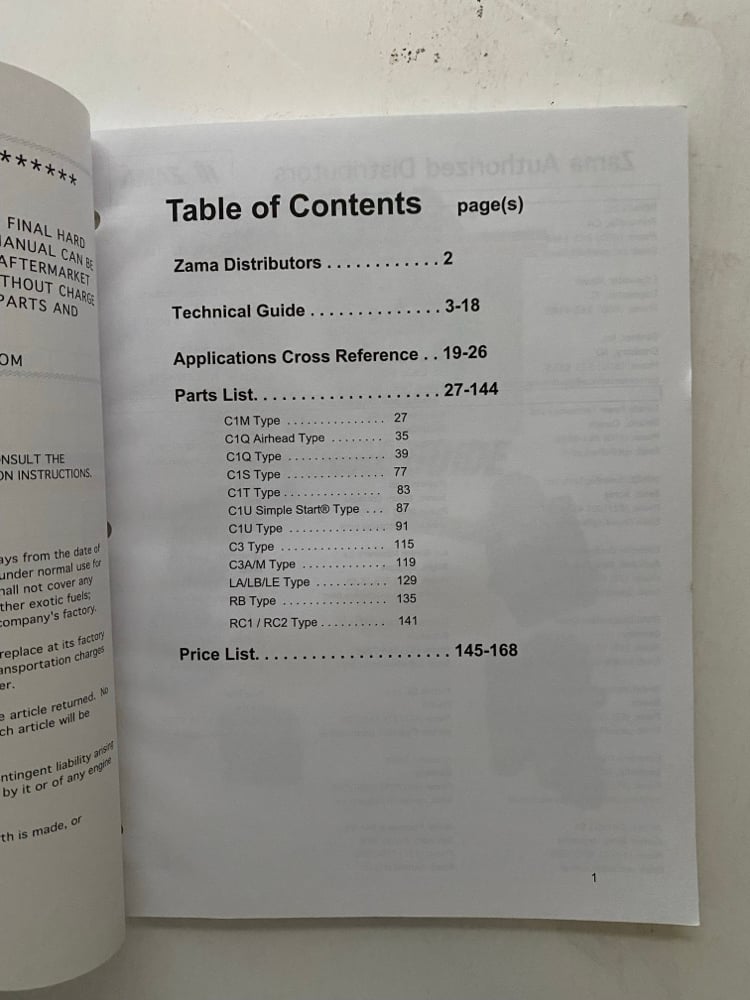 ******
FINAL HARD
MANUAL CAN BE
AFTERMARKET
THOUT CHARGE
PARTS AND
OM
NSULT THE
ON INSTRUCTIONS.
ays from the date of
under normal use for
hall not cover any
ther exotic fuels;
company's factory.
replace at its factory
ansportation charges
er.
e article returned. No
ch article will be
ntingent liability arising
by it or of any engine
th is made, or
Table of Contents page(s)
Zama Distributors . . . . . . . . . . . . 2
Technical Guide . . . . . . . . . . . . . . 3-18
Applications Cross Reference . . 19-26
Parts List. . . . . . . . . . . . . . . . . . . . 27-144
C1M Type . . . . . . . . . . . . . . . 27
C1Q Airhead Type . . . . . . . . 35
C1Q Type . . . . . . . . . . . . . . . 39
C1S Type . . . . . . . . . . . . . . . 77
C1T Type . . . . . . . . . . . . . . . 83
C1U Simple Start® Type . . . 87
C1U Type . . . . . . . . . . . . . . . 91
C3 Type . . . . . . . . . . . . . . . . 115
C3A/M Type . . . . . . . . . . . . . 119
LA/LB/LE Type . . . . . . . . . . . 129
RB Type . . . . . . . . . . . . . . . . 135
RC1 / RC2 Type . . . . . . . . . . 141
Price List. . . . . . . . . . . . . . . . . . . . . 145-168
1